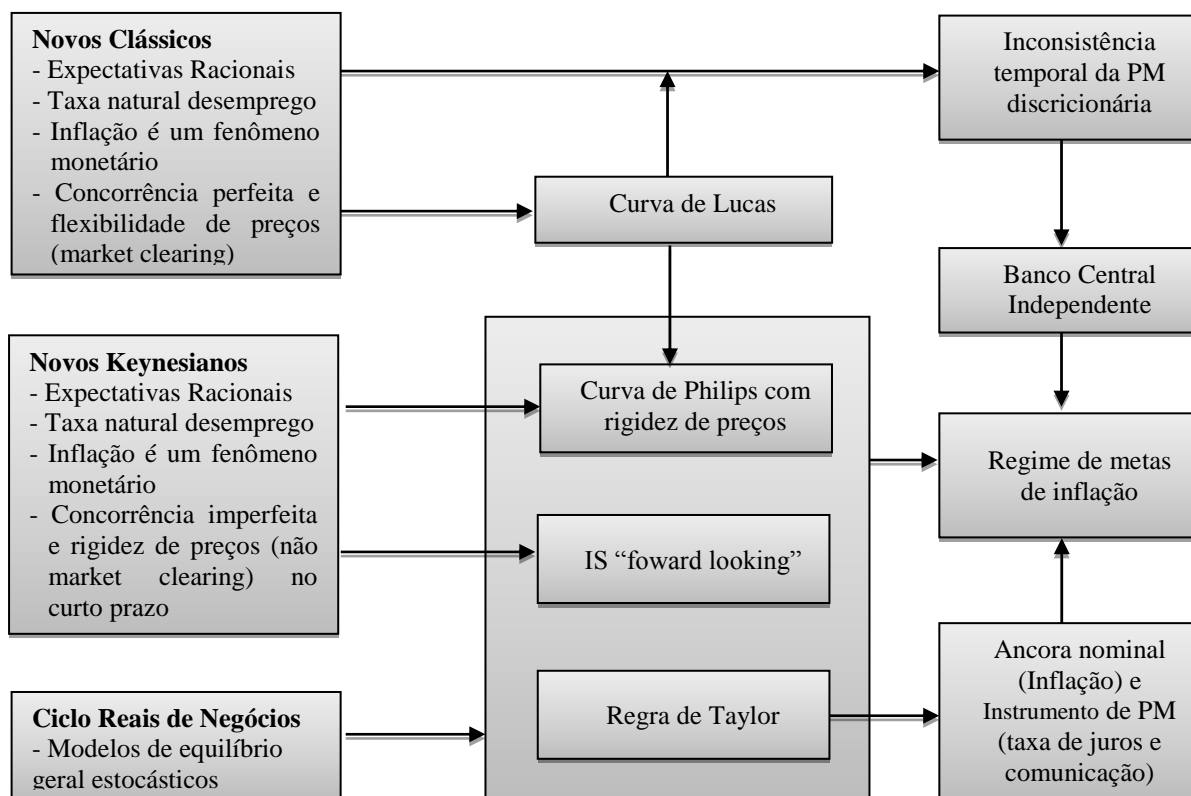 Novos Clássicos
- Expectativas Racionais
- Taxa natural desemprego
- Inflação é um fenômeno
monetário
- Concorrência perfeita e
flexibilidade de preços
(market clearing)
Inconsistência
temporal da PM
discricionária
Curva de Lucas
Banco Central
Independente
Novos Keynesianos
- Expectativas Racionais
- Taxa natural desemprego
- Inflação é um fenômeno
monetário
- Concorrência imperfeita
e rigidez de preços (não
market clearing) no
curto prazo
Curva de Philips com
rigidez de preços
IS “foward looking”
Regime de metas
de inflação
Ciclo Reais de Negócios
- Modelos de equilíbrio
geral estocásticos
Regra de Taylor
Ancora nominal
(Inflação) e
Instrumento de PM
(taxa de juros e
comunicação)